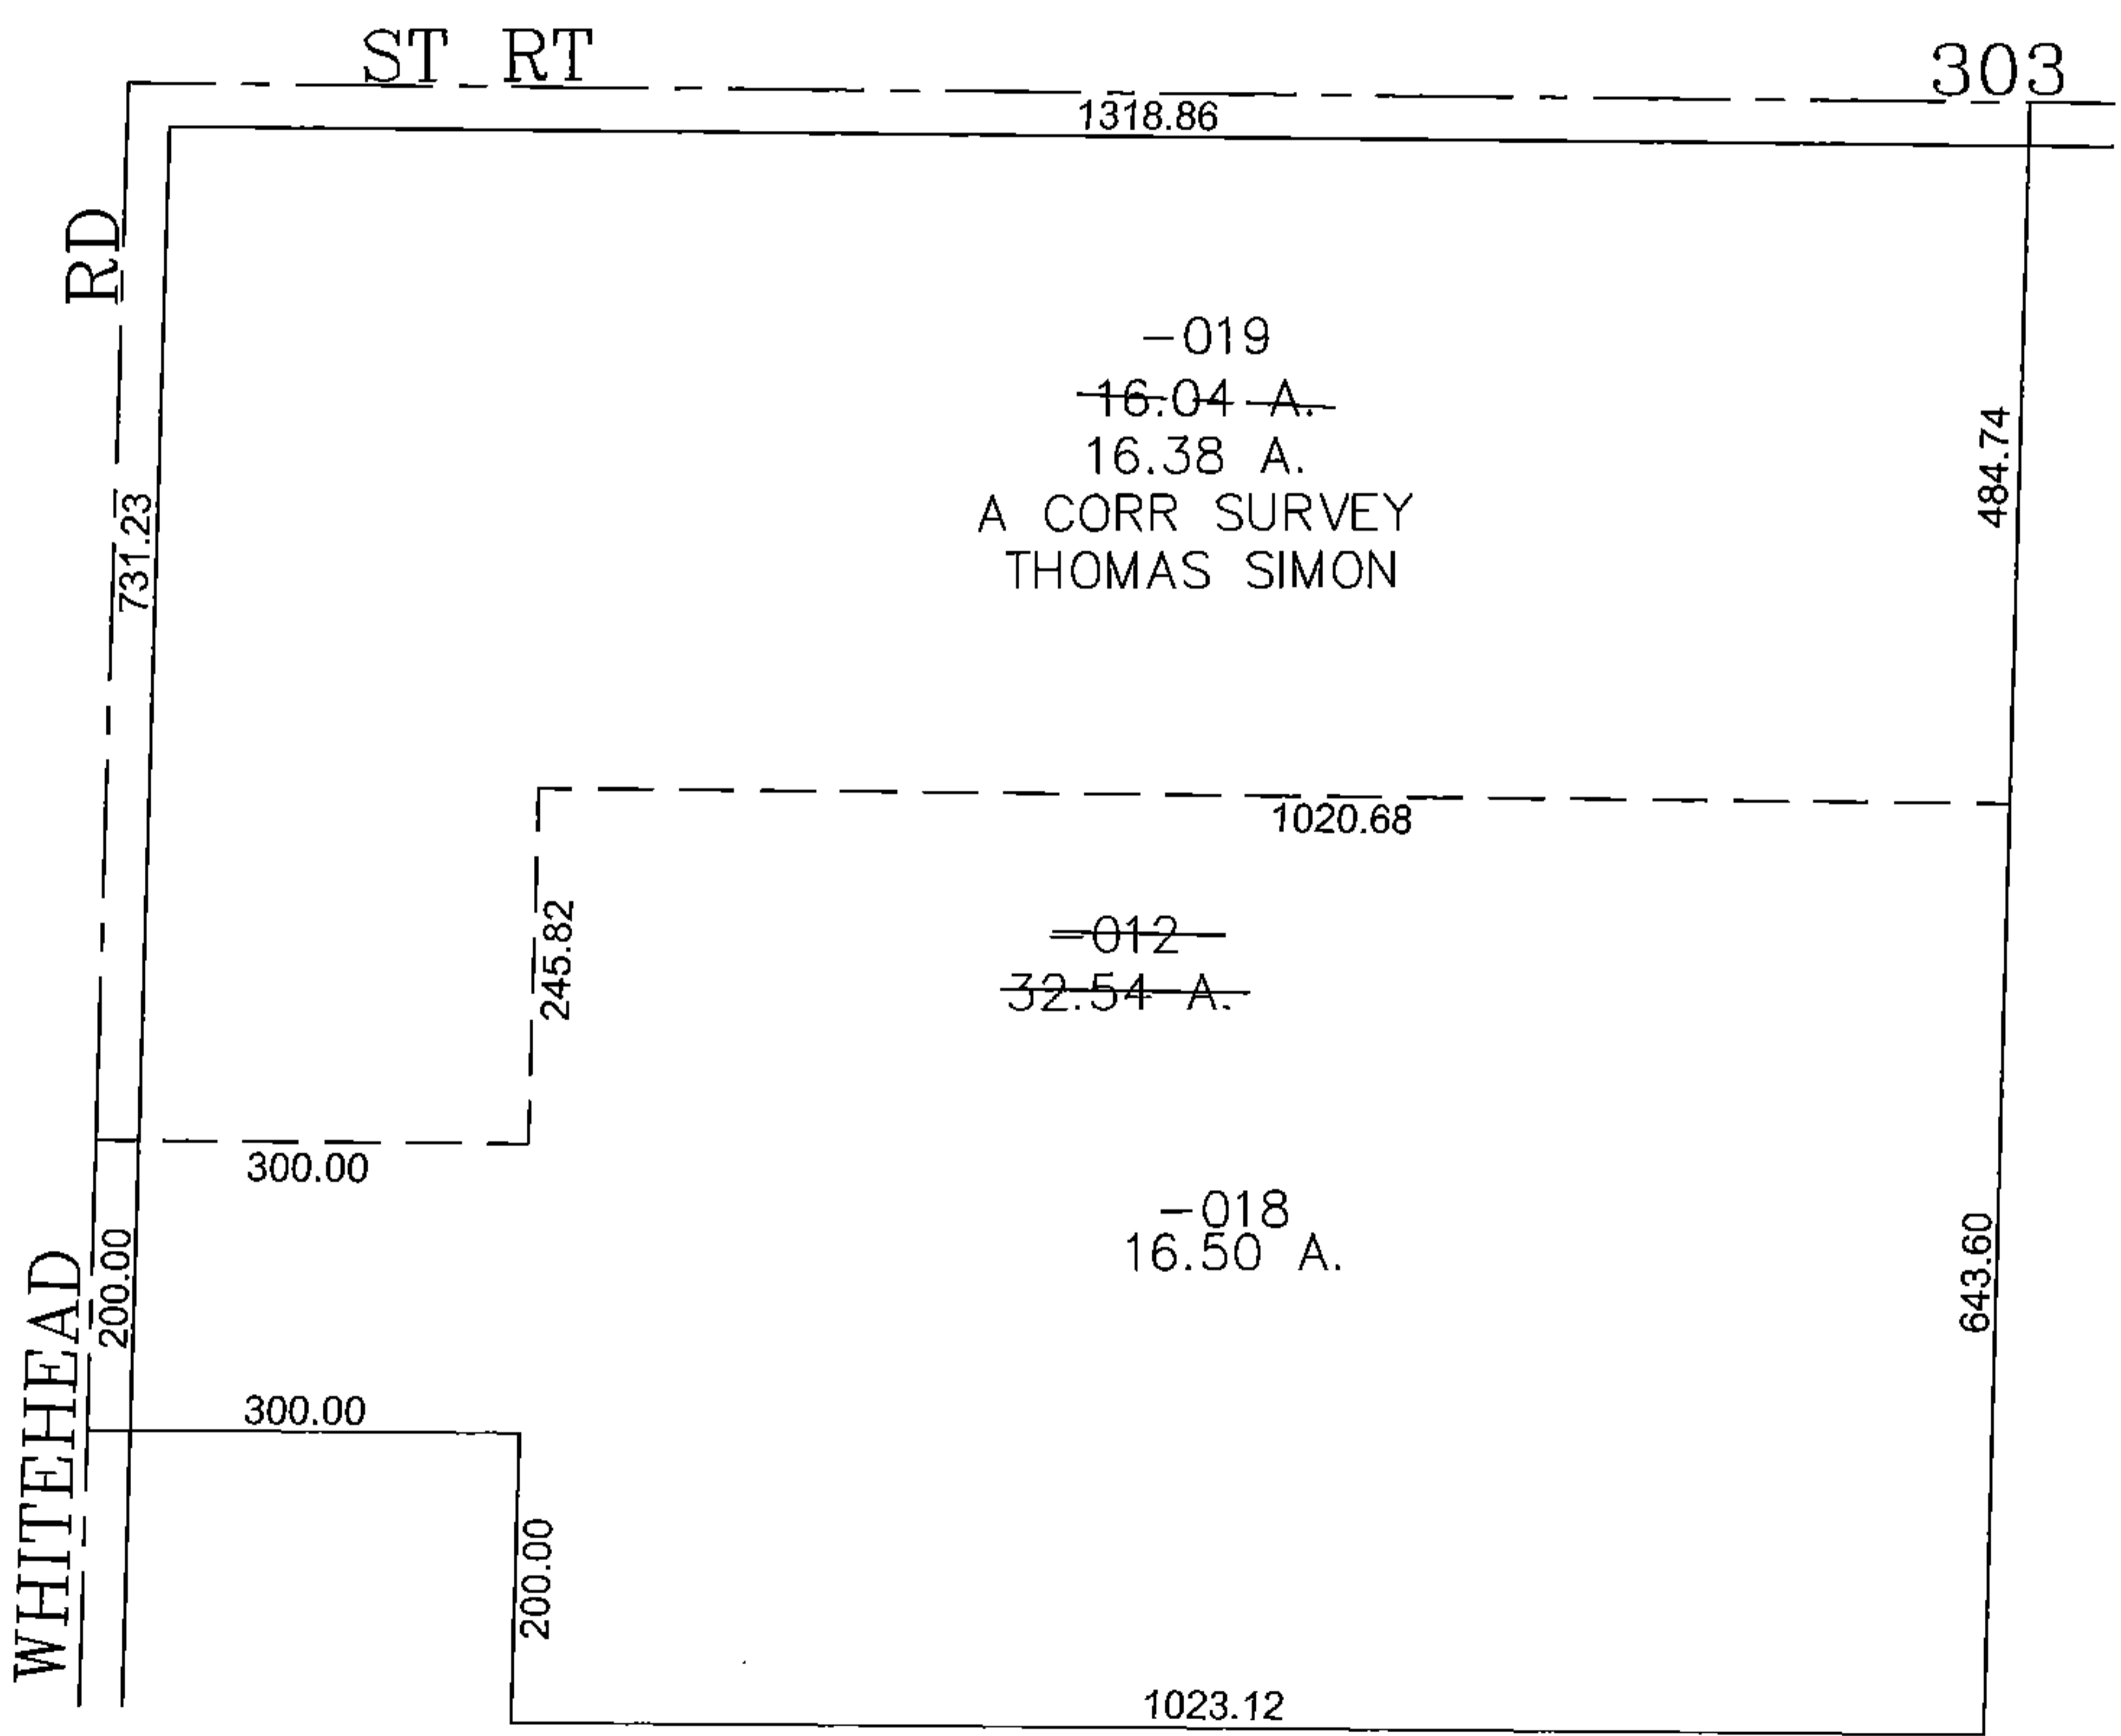 ST RT 303
1318.86
RD
731.23
-019
16.04 A.
16.38 A.
A CORR SURVEY
THOMAS SIMON
484.74
1020.68
245.82
-012
32.54 A.
300.00
-018
16.50 A.
643.60
WHITEHEAD
200.00
300.00
200.00
1023.12